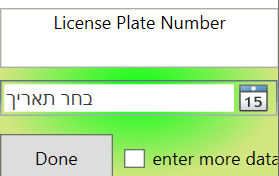 License Plate Number
בחר תאריך
15
Done
enter more data